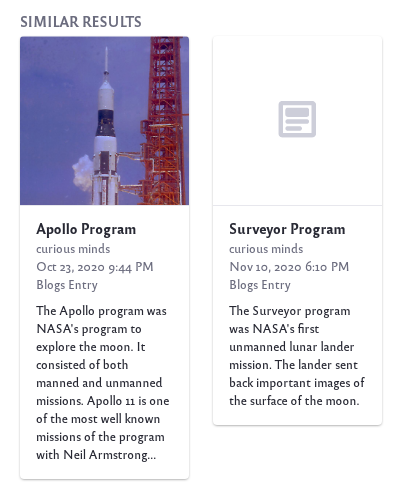 SIMILAR RESULTS
Apollo Program
curious minds
Oct 23, 2020 9:44 PM
Blogs Entry
The Apollo program was
NASA's program to
explore the moon. It
consisted of both
manned and unmanned
missions. Apollo 11 is one
of the most well known
missions of the program
with Neil Armstrong...
Surveyor Program
curious minds
Nov 10, 2020 6:10 PM
Blogs Entry
The Surveyor program
was NASA's first
unmanned lunar lander
mission. The lander sent
back important images of
the surface of the moon.